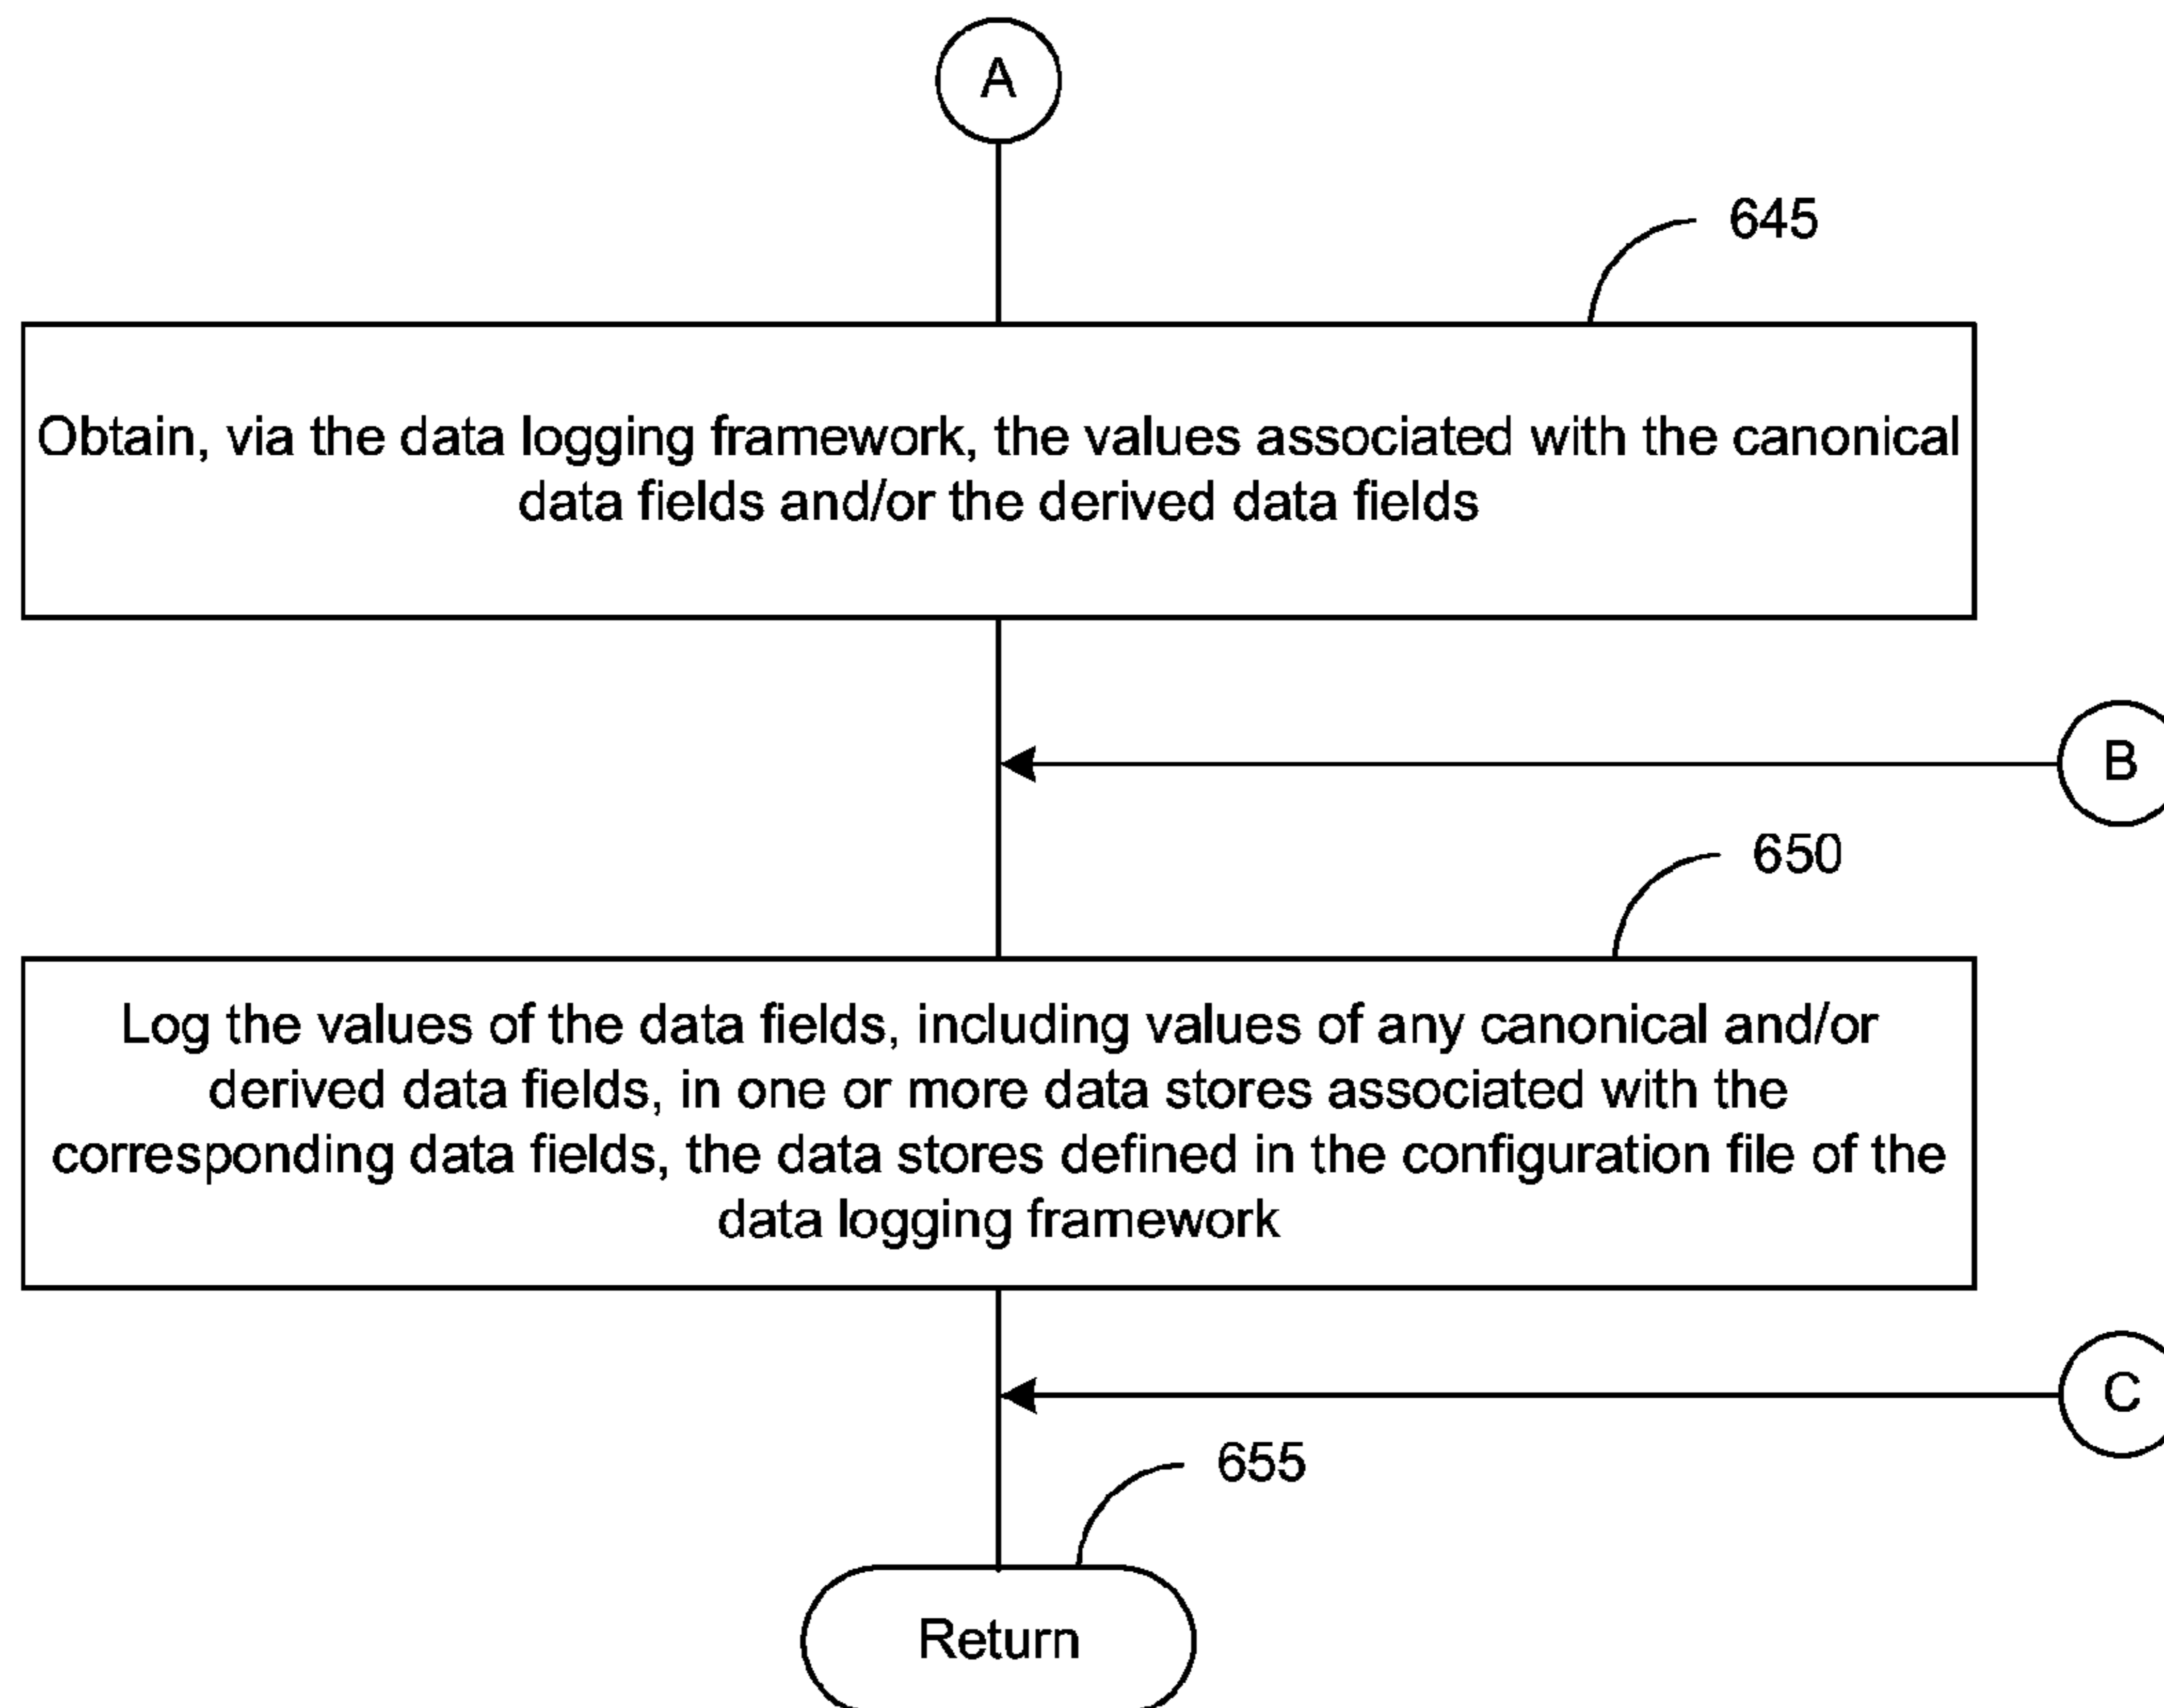 A
645
Obtain, via the data logging framework, the values associated with the canonical
data fields and/or the derived data fields
B
650
Log the values of the data fields, including values of any canonical and/or
derived data fields, in one or more data stores associated with the
corresponding data fields, the data stores defined in the configuration file of the
data logging framework
C
655
Return